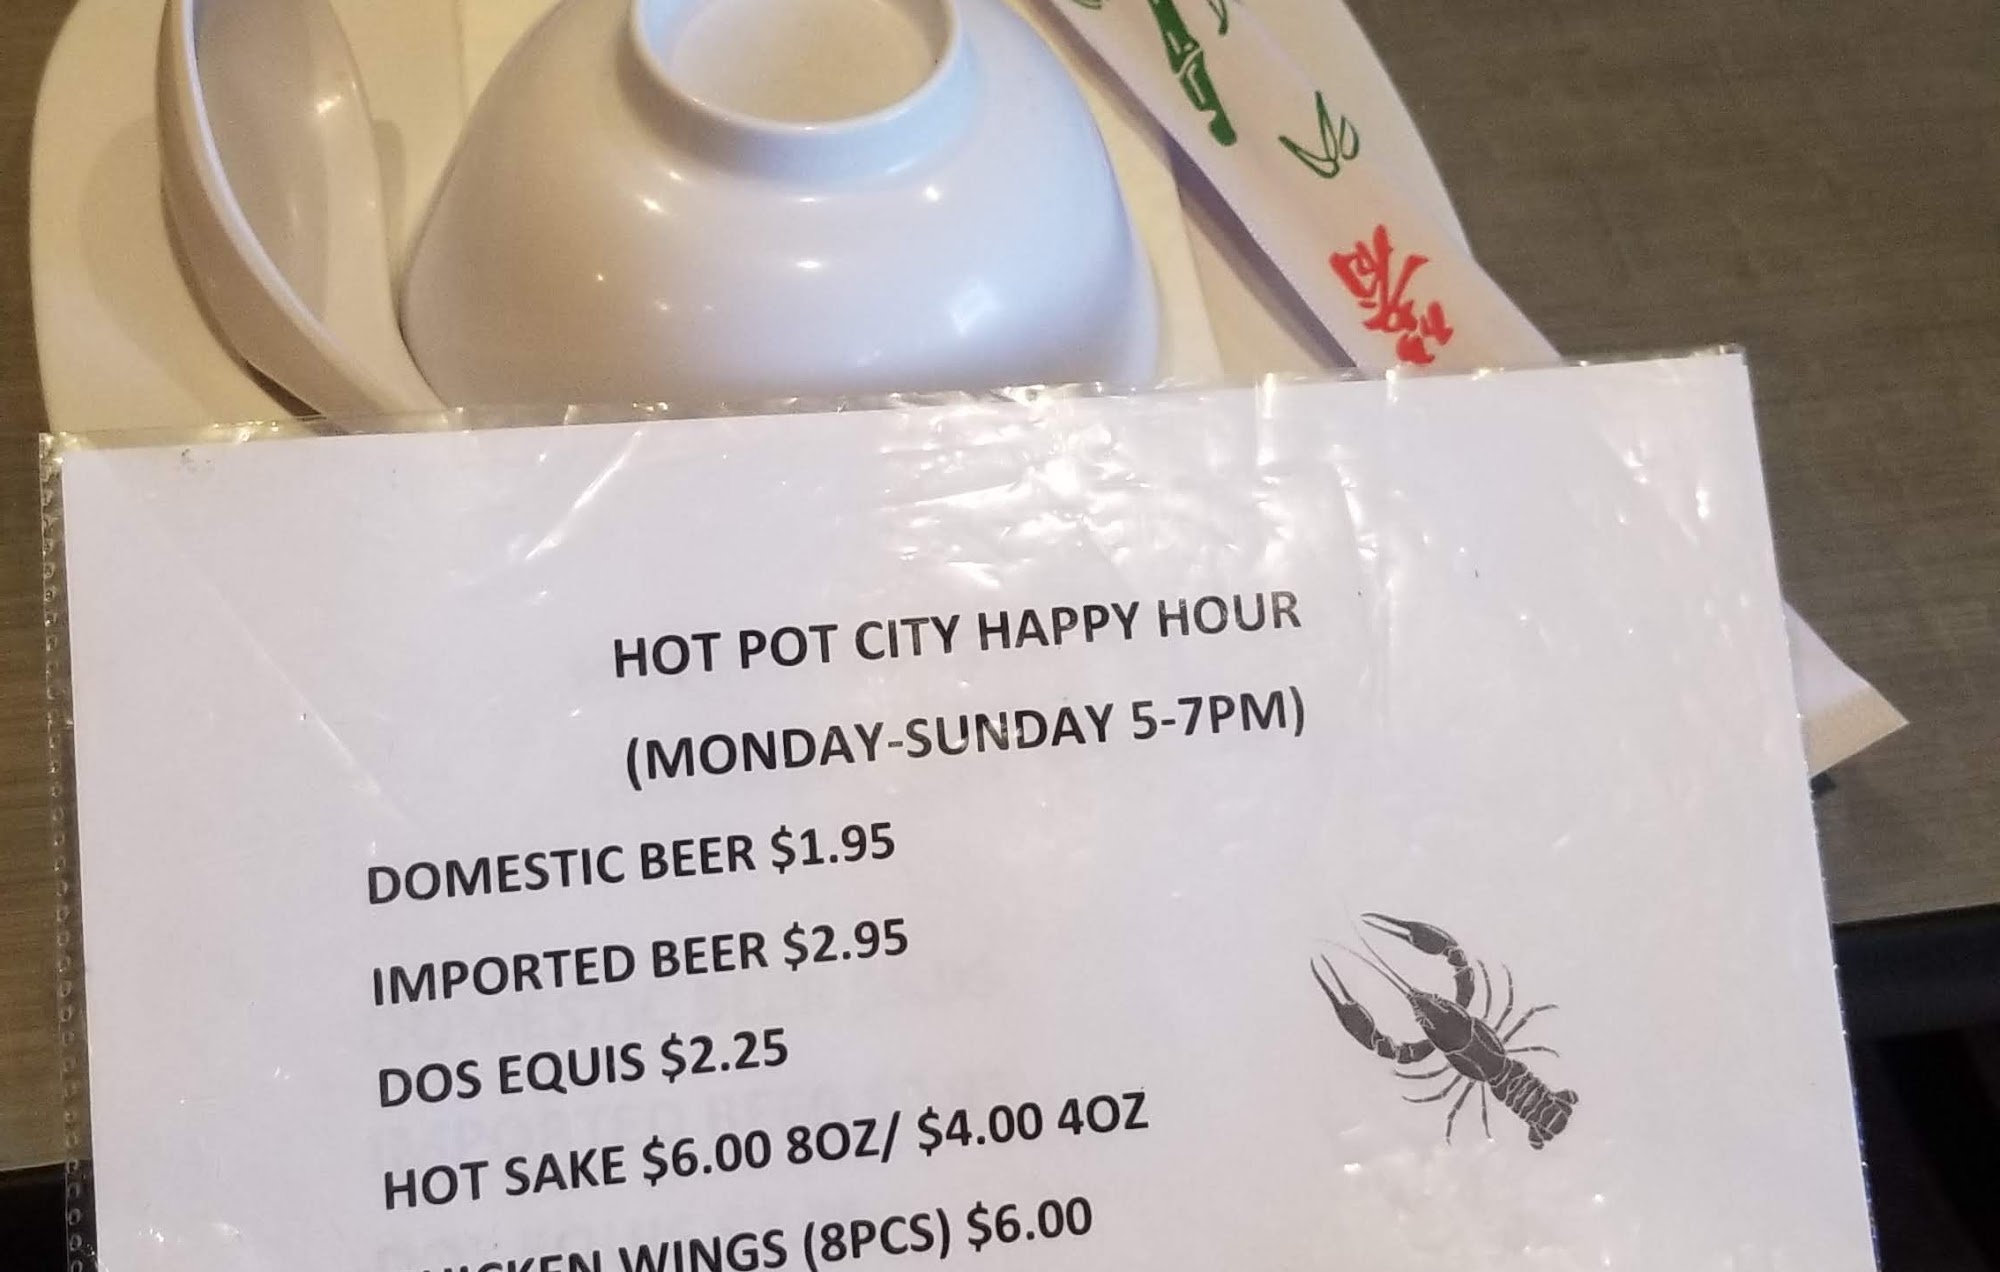 HOT POT CITY HAPPY HOUR
(MONDAY-SUNDAY 5-7PM)
DOMESTIC BEER $1.95
IMPORTED BEER $2.95
DOS EQUIS $2.25
HOT SAKE $6.00 8OZ/ $4.00 4OZ
CHICKEN WINGS (8PCS) $6.00